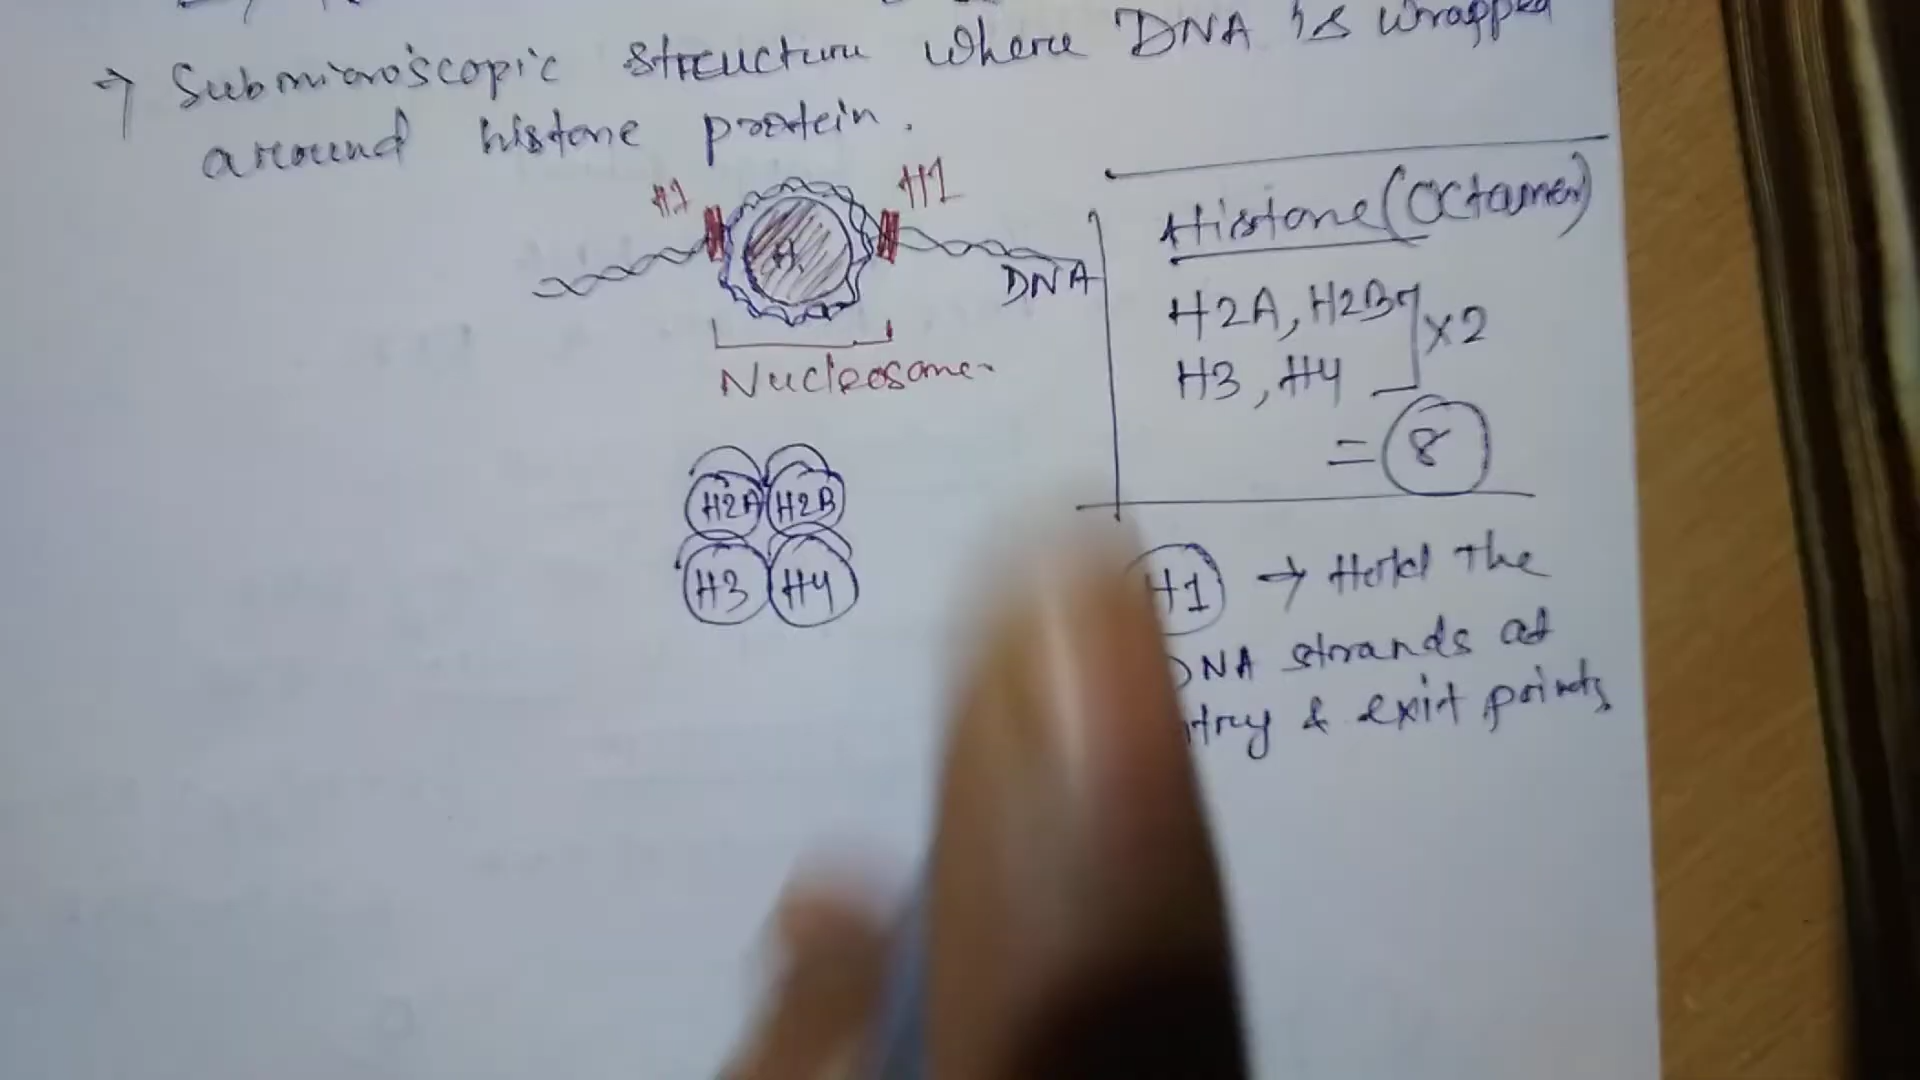 → Submicroscopic structure where DNA is wrapped
around histone protein.
H1
H1
H
DNA
Nucleosome
Histone (Octamer)
H2A, H2B
H3, H4
x2
= 8
H2A H2B
H3 H4
H1 → Hold the
DNA strands at
& exit points